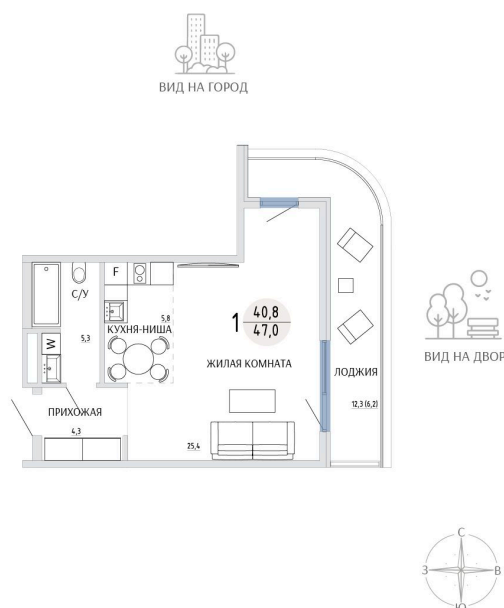 ВИД НА ГОРОД
F
С/У
5,8
КУХНЯ-НИША
5,3
W
1
40,8
47,0
ЖИЛАЯ КОМНАТА
ЛОДЖИЯ
ВИД НА ДВОР
ПРИХОЖАЯ
12,3 (6,2)
4,3
25,4
С
З
В
Ю